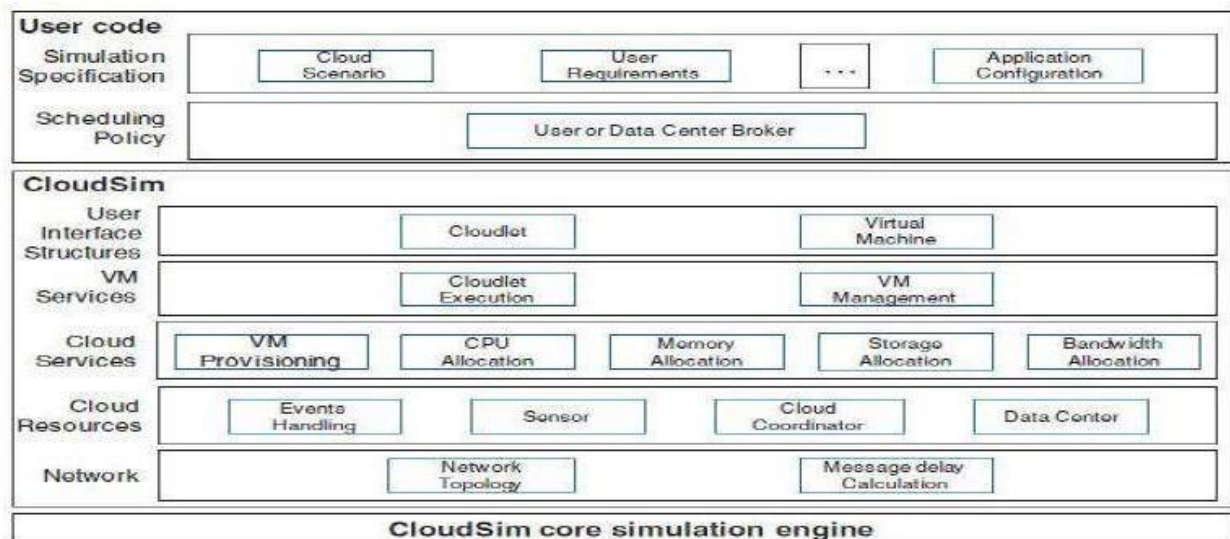 User code
Simulation
Specification
Cloud
Scenario
User
Requirements
...
Application
Configuration
Scheduling
Policy
User or Data Center Broker
CloudSim
User
Interface
Structures
Cloudlet
Virtual
Machine
VM
Services
Cloudlet
Execution
VM
Management
Cloud
Services
VM
Provisioning
CPU
Allocation
Memory
Allocation
Storage
Allocation
Bandwidth
Allocation
Cloud
Resources
Events
Handling
Sensor
Cloud
Coordinator
Data Center
Network
Network
Topology
Message delay
Calculation
CloudSim core simulation engine